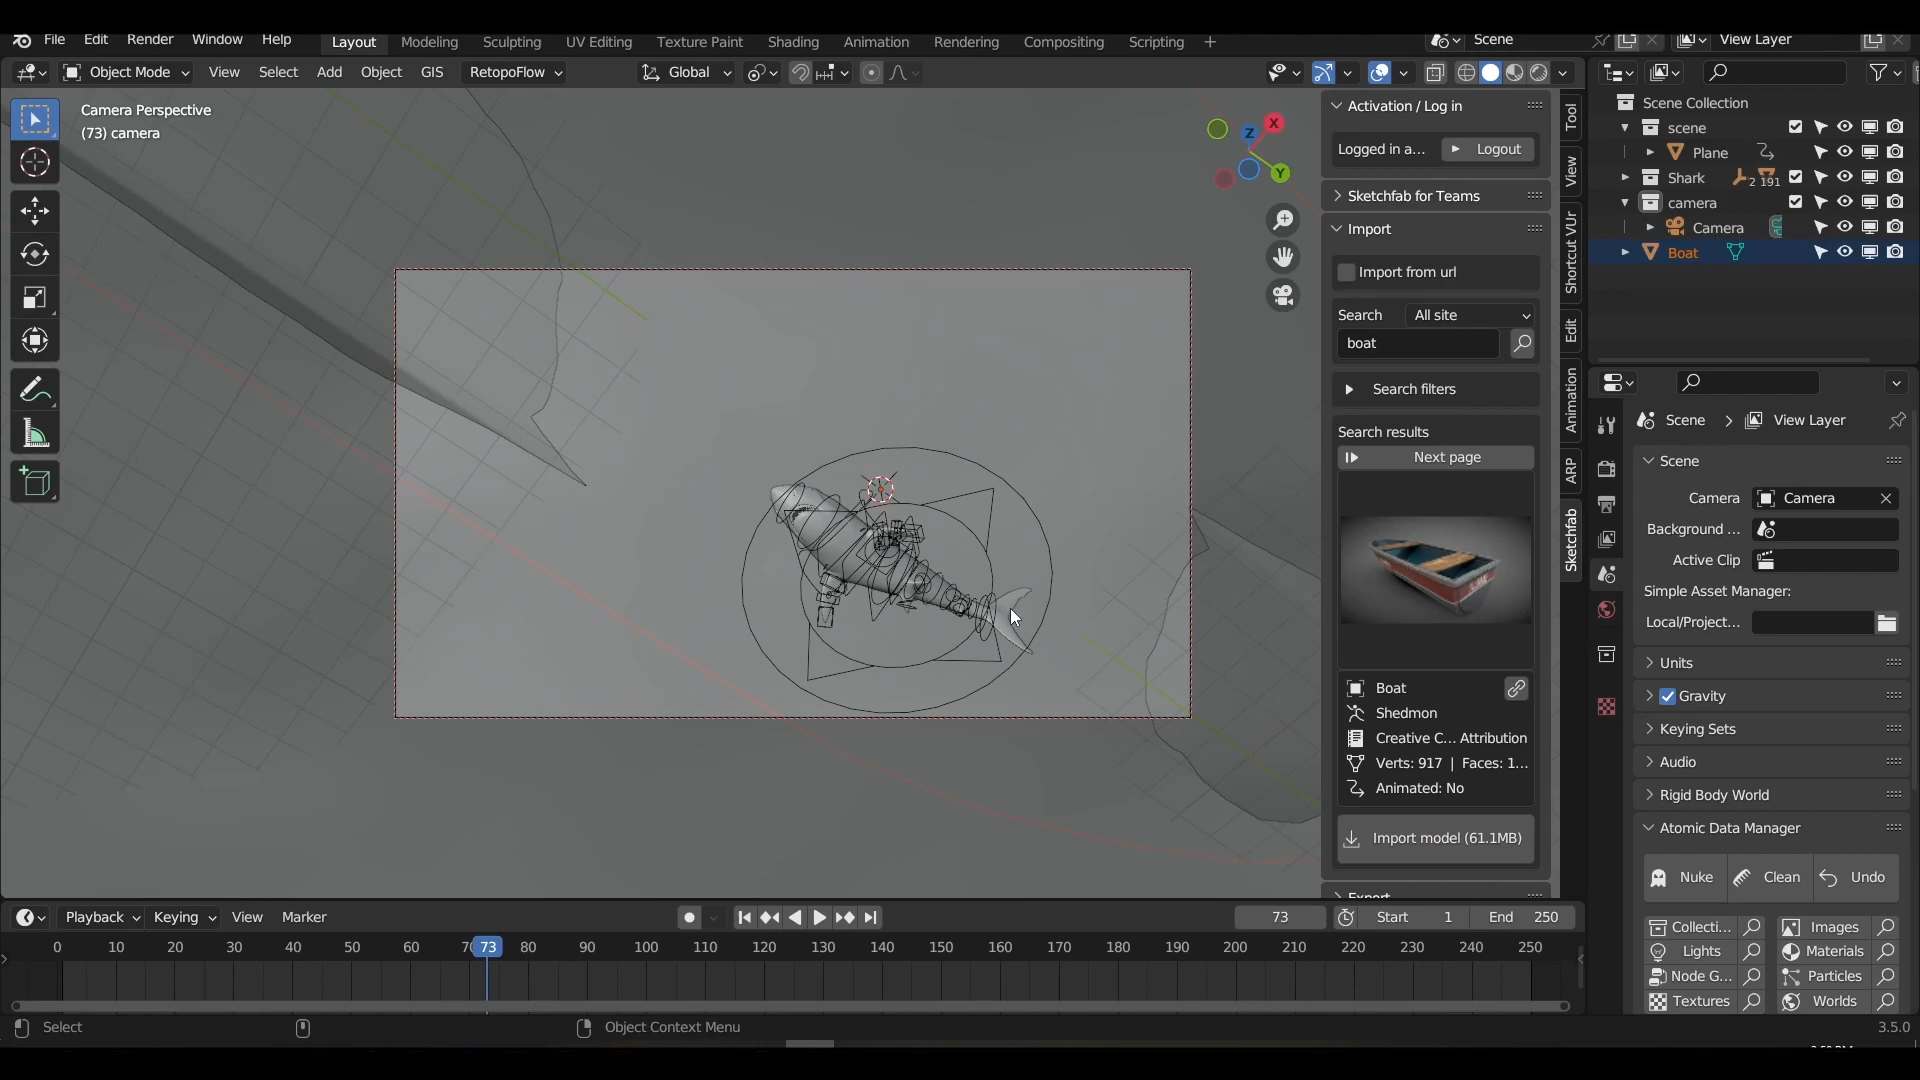 File Edit Render Window Help Layout Modeling Sculpting UV Editing Texture Paint Shading Animation Rendering Compositing Scripting + Scene View Layer
Object Mode View Select Add Object GIS RetopoFlow Global
Camera Perspective
(73) camera
X
Z
Y
Activation / Log in
Logged in a... Logout
Sketchfab for Teams
Import
Import from url
Search All site
boat
Search filters
Search results
Next page
Boat
Shedmon
Creative C... Attribution
Verts: 917 | Faces: 1...
Animated: No
Import model (61.1MB)
Tool
View
Shortcut VUr
Edit
Animation
ARP
Sketchfab
Scene Collection
scene
Plane
Shark 2 191
camera
Camera
Boat
Scene > View Layer
Scene
Camera Camera
Background ...
Active Clip
Simple Asset Manager:
Local/Project...
Units
Gravity
Keying Sets
Audio
Rigid Body World
Atomic Data Manager
Nuke Clean Undo
Collecti... Images
Lights Materials
Node G... Particles
Textures Worlds
Playback Keying View Marker 73 Start 1 End 250
0 10 20 30 40 50 60 73 80 90 100 110 120 130 140 150 160 170 180 190 200 210 220 230 240 250
Select Object Context Menu 3.5.0